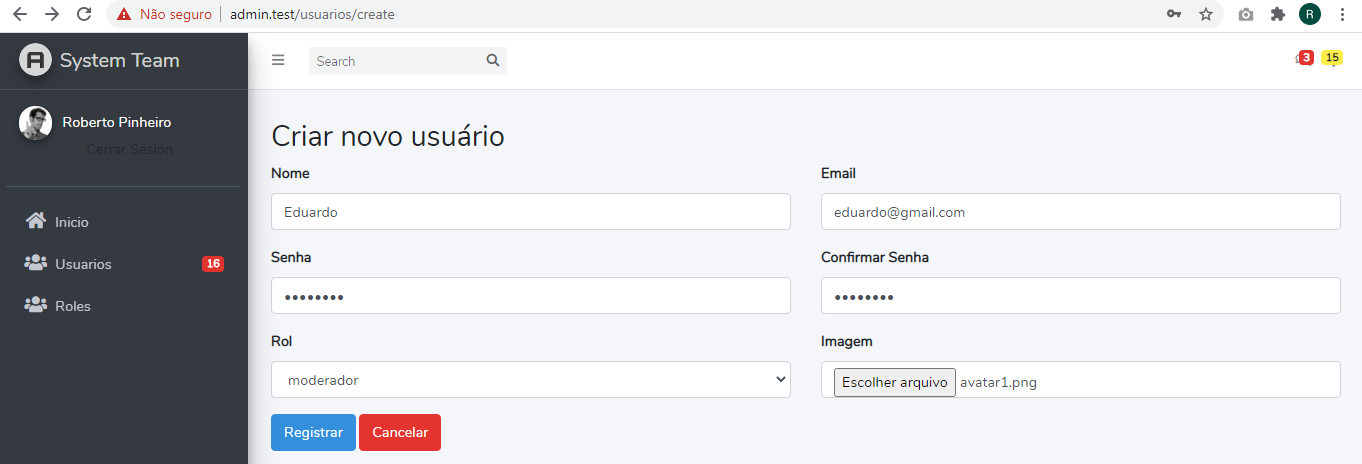 Não seguro admin.test/usuarios/create R
System Team
Search 3 15
Roberto Pinheiro
Cerrar Sesión
Inicio
Usuarios 16
Roles
Criar novo usuário
Nome Email
Eduardo eduardo@gmail.com
Senha Confirmar Senha
•••••••• ••••••••
Rol Imagem
moderador Escolher arquivo avatar1.png
Registrar Cancelar